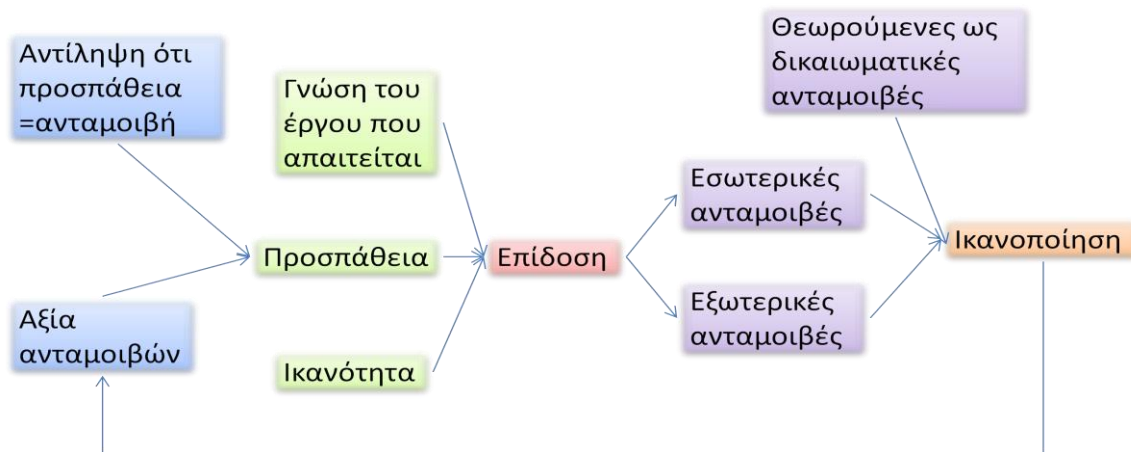 Αντίληψη ότι
προσπάθεια
=ανταμοιβή
Αξία
ανταμοιβών
Γνώση του
έργου που
απαιτείται
Προσπάθεια
Ικανότητα
Επίδοση
Εσωτερικές
ανταμοιβές
Εξωτερικές
ανταμοιβές
Θεωρούμενες ως
δικαιωματικές
ανταμοιβές
Ικανοποίηση